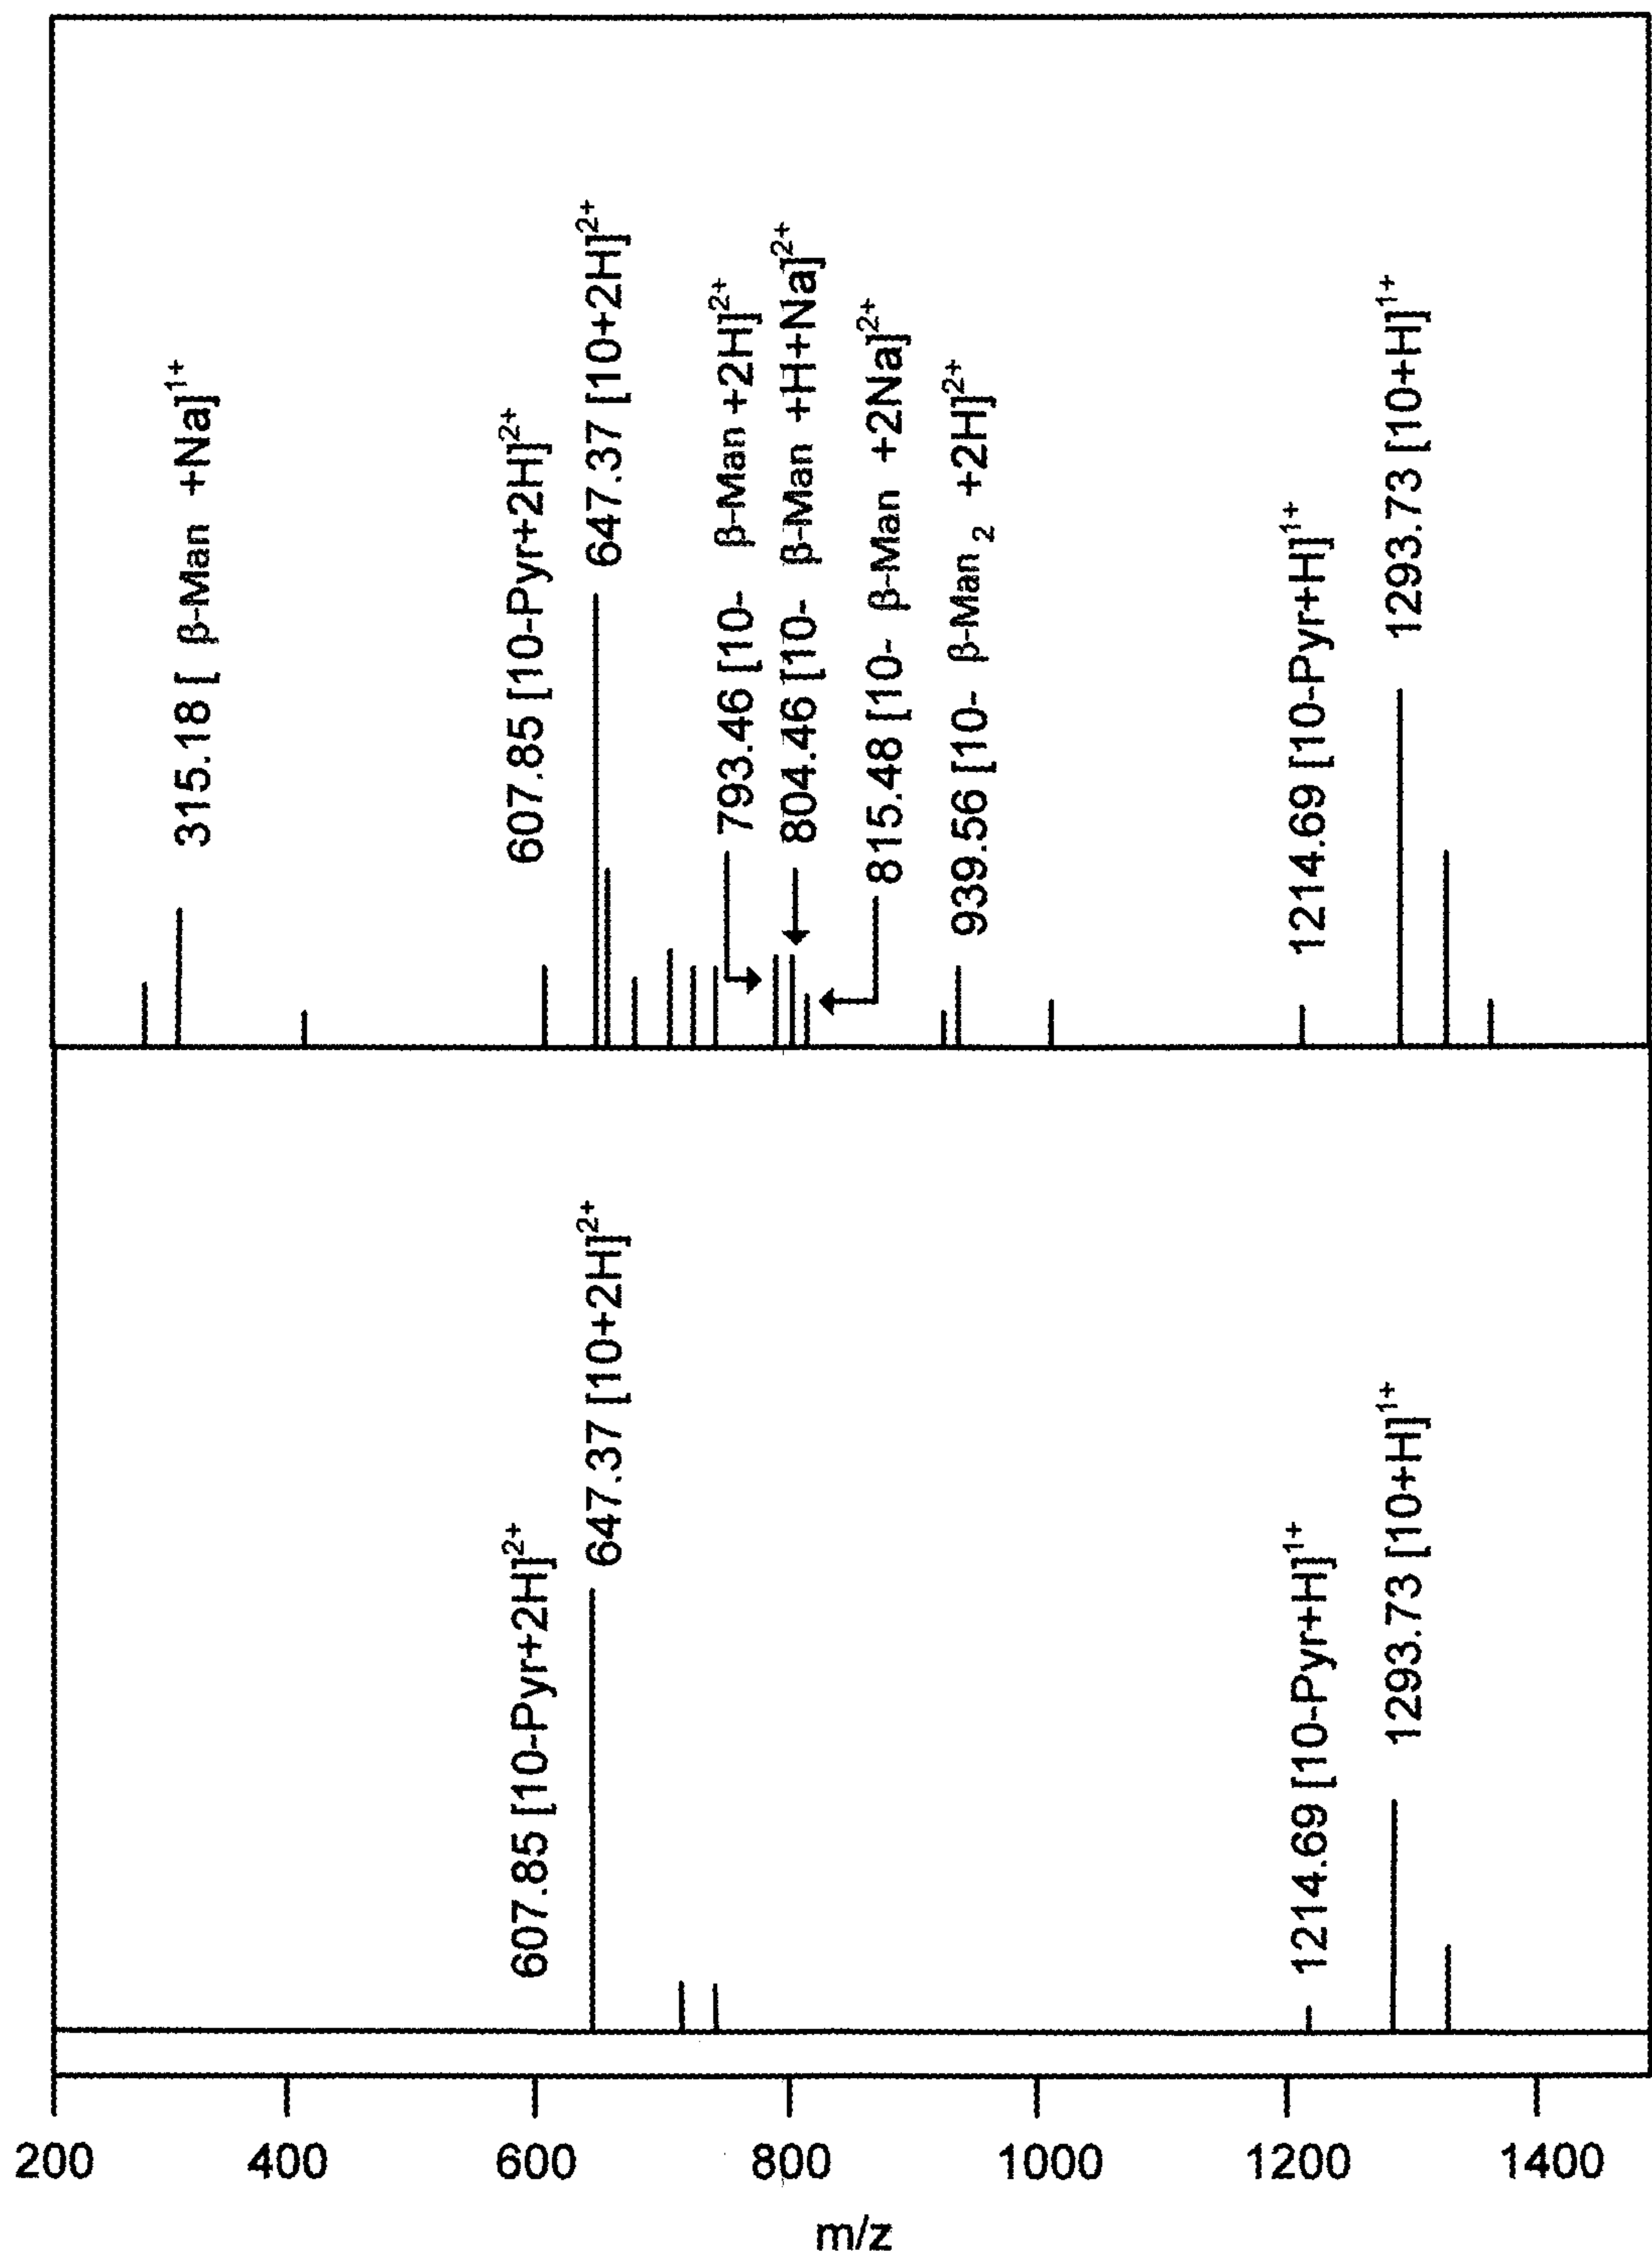 315.18 [ β-Man +Na]1+
607.85 [10-Pyr+2H]2+
647.37 [10+2H]2+
793.46 [10- β-Man +2H]2+
804.46 [10- β-Man +H+Na]2+
815.48 [10- β-Man +2Na]2+
939.56 [10- β-Man 2 +2H]2+
1214.69 [10-Pyr+H]1+
1293.73 [10+H]1+
607.85 [10-Pyr+2H]2+
647.37 [10+2H]2+
1214.69 [10-Pyr+H]1+
1293.73 [10+H]1+
200 400 600 800 1000 1200 1400
m/z